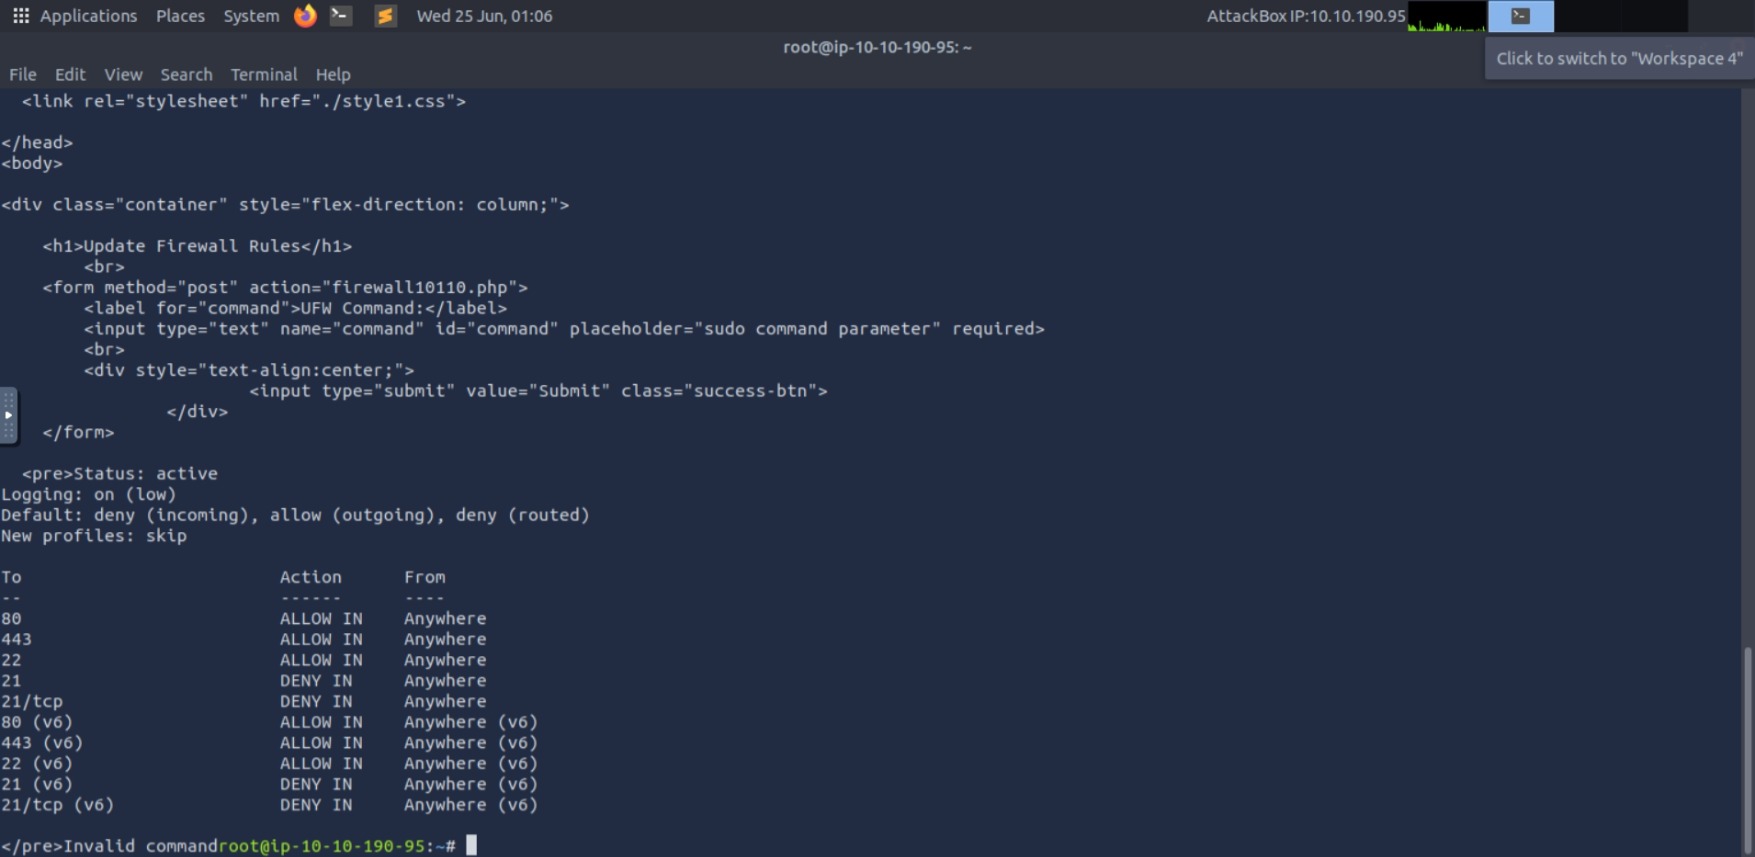 Applications Places System Wed 25 Jun, 01:06 AttackBox IP:10.10.190.95
root@ip-10-10-190-95: ~
Click to switch to "Workspace 4"
File Edit View Search Terminal Help
<link rel="stylesheet" href="./style1.css">
</head>
<body>
<div class="container" style="flex-direction: column;">
<h1>Update Firewall Rules</h1>
<br>
<form method="post" action="firewall10110.php">
<label for="command">UFW Command:</label>
<input type="text" name="command" id="command" placeholder="sudo command parameter" required>
<br>
<div style="text-align:center;">
<input type="submit" value="Submit" class="success-btn">
</div>
</form>
<pre>Status: active
Logging: on (low)
Default: deny (incoming), allow (outgoing), deny (routed)
New profiles: skip
To Action From
-- ------ ----
80 ALLOW IN Anywhere
443 ALLOW IN Anywhere
22 ALLOW IN Anywhere
21 DENY IN Anywhere
21/tcp DENY IN Anywhere
80 (v6) ALLOW IN Anywhere (v6)
443 (v6) ALLOW IN Anywhere (v6)
22 (v6) ALLOW IN Anywhere (v6)
21 (v6) DENY IN Anywhere (v6)
21/tcp (v6) DENY IN Anywhere (v6)
</pre>Invalid commandroot@ip-10-10-190-95:~#